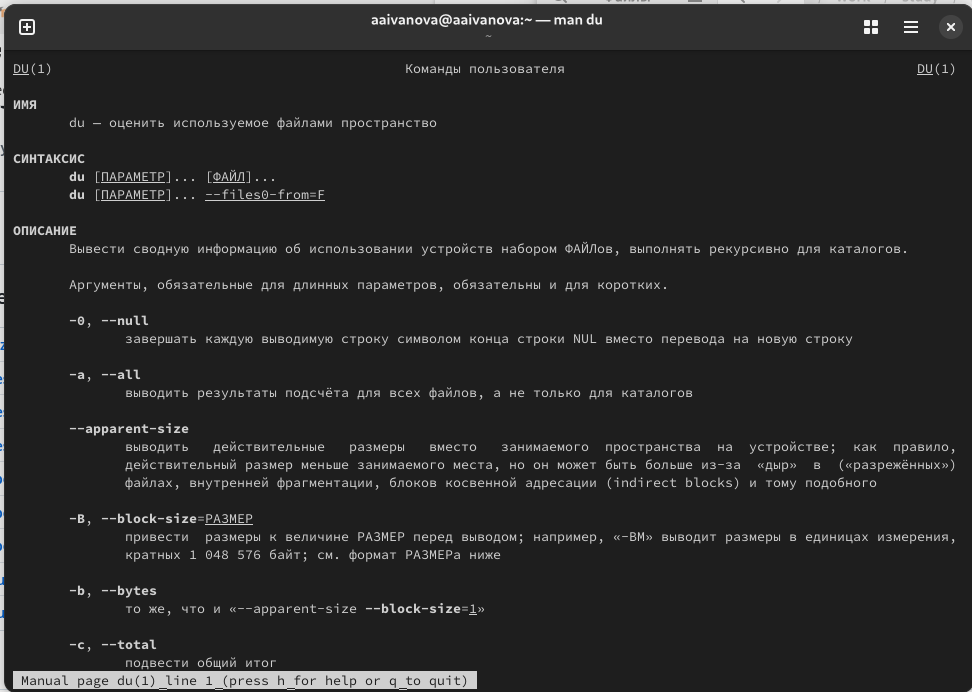 aaivanova@aaivanova:~ — man du
~
DU(1) Команды пользователя DU(1)
ИМЯ
du – оценить используемое файлами пространство
СИНТАКСИС
du [ПАРАМЕТР]... [ФАЙЛ]...
du [ПАРАМЕТР]... --files0-from=F
ОПИСАНИЕ
Вывести сводную информацию об использовании устройств набором ФАЙЛов, выполнять рекурсивно для каталогов.
Аргументы, обязательные для длинных параметров, обязательны и для коротких.
-0, --null
завершать каждую выводимую строку символом конца строки NUL вместо перевода на новую строку
-a, --all
выводить результаты подсчёта для всех файлов, а не только для каталогов
--apparent-size
выводить действительные размеры вместо занимаемого пространства на устройстве; как правило,
действительный размер меньше занимаемого места, но он может быть больше из-за «дыр» в («разрежённых»)
файлах, внутренней фрагментации, блоков косвенной адресации (indirect blocks) и тому подобного
-B, --block-size=РАЗМЕР
привести размеры к величине РАЗМЕР перед выводом; например, «-BM» выводит размеры в единицах измерения,
кратных 1 048 576 байт; см. формат РАЗМЕРа ниже
-b, --bytes
то же, что и «--apparent-size --block-size=1»
-c, --total
подвести общий итог
Manual page du(1) line 1 (press h for help or q to quit)